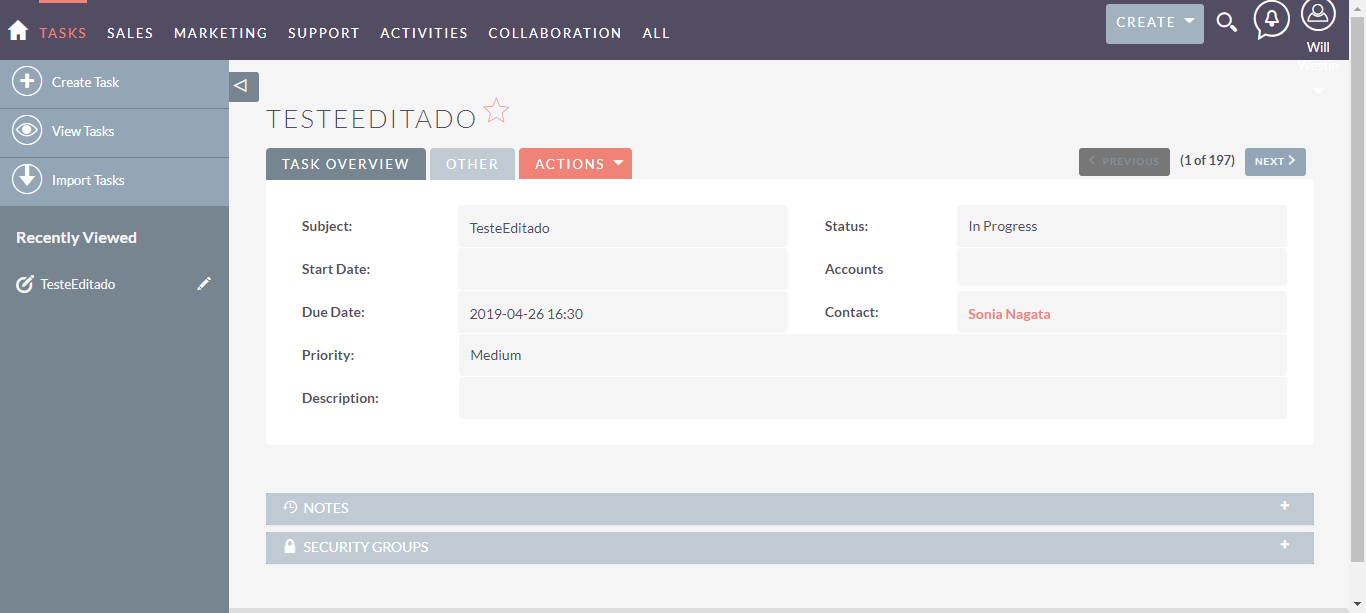 TASKS SALES MARKETING SUPPORT ACTIVITIES COLLABORATION ALL CREATE
Will
Westin
Create Task
View Tasks
Import Tasks
Recently Viewed
TesteEditado
TESTEEDITADO
TASK OVERVIEW OTHER ACTIONS PREVIOUS (1 of 197) NEXT
Subject: TesteEditado Status: In Progress
Start Date: Accounts
Due Date: 2019-04-26 16:30 Contact: Sonia Nagata
Priority: Medium
Description:
NOTES
SECURITY GROUPS